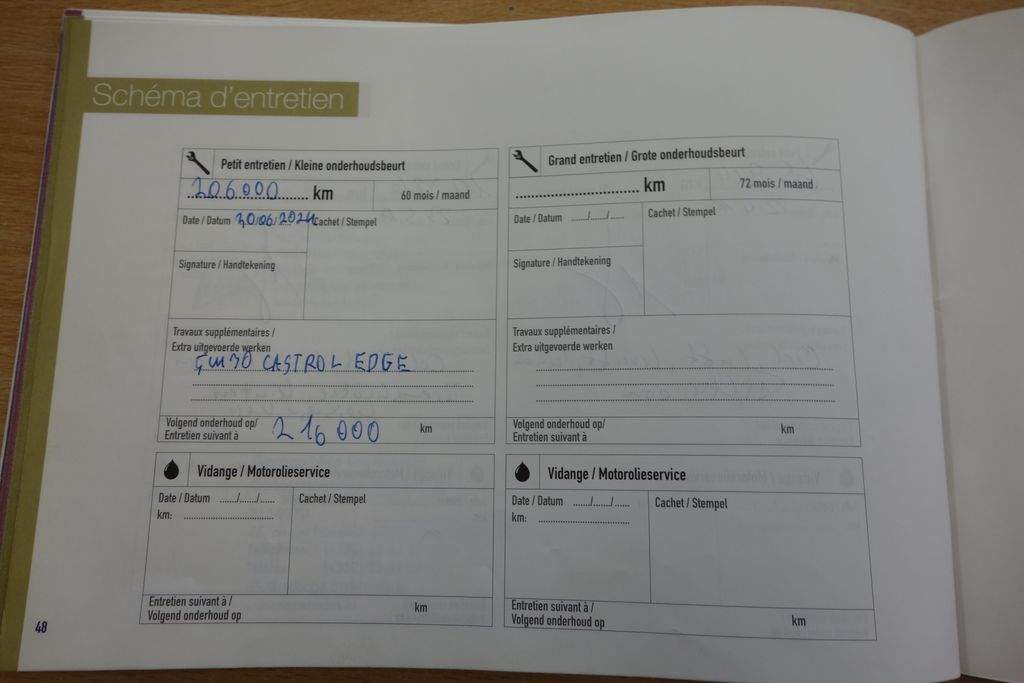 Schéma d'entretien
Petit entretien / Kleine onderhoudsbeurt
206.000 km
60 mois / maand
Date / Datum 30/06/2024
Cachet / Stempel
Signature / Handtekening
Travaux supplémentaires /
Extra uitgevoerde werken
5W30 CASTROL EDGE
Volgend onderhoud op/
Entretien suivant à 216 000 km
Grand entretien / Grote onderhoudsbeurt
km
72 mois / maand
Date / Datum ....../....../......
Cachet / Stempel
Signature / Handtekening
Travaux supplémentaires /
Extra uitgevoerde werken
Volgend onderhoud op/
Entretien suivant à km
Vidange / Motorolieservice
Date / Datum ....../....../......
Cachet / Stempel
km:
Entretien suivant à /
Volgend onderhoud op km
Vidange / Motorolieservice
Date / Datum ....../....../......
Cachet / Stempel
km:
Entretien suivant à /
Volgend onderhoud op km
48